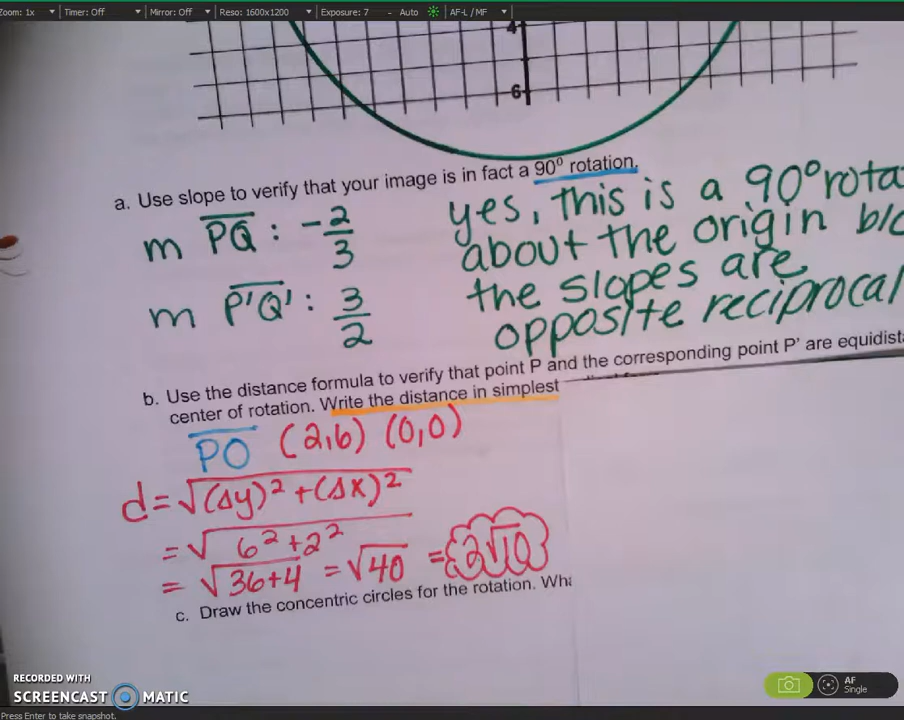 Zoom: 1x Timer: Off Mirror: Off Reso: 1600x1200 Exposure: 7 - Auto AF-L / MF
4
6
a. Use slope to verify that your image is in fact a 90° rotation.
m PQ : -2/3
yes, this is a 90° rota
about the origin b/c
the slopes are
m P'Q' : 3/2
opposite reciprocal
b. Use the distance formula to verify that point P and the corresponding point P' are equidist
center of rotation. Write the distance in simplest
PO (2,6) (0,0)
d = √(Δy)² + (Δx)²
= √6² + 2²
= √36+4 = √40 = 2√10
c. Draw the concentric circles for the rotation. Wha
RECORDED WITH
SCREENCAST MATIC
AF
Single
Press Enter to take snapshot.